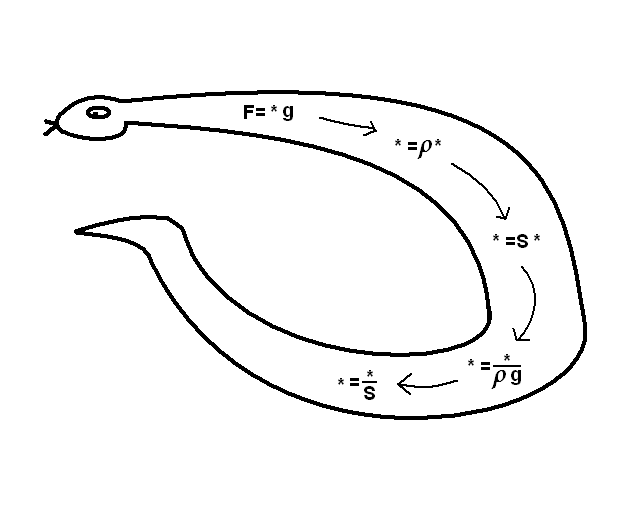 F= * g
* = ρ *
* = S *
* = */ρg
* = */S